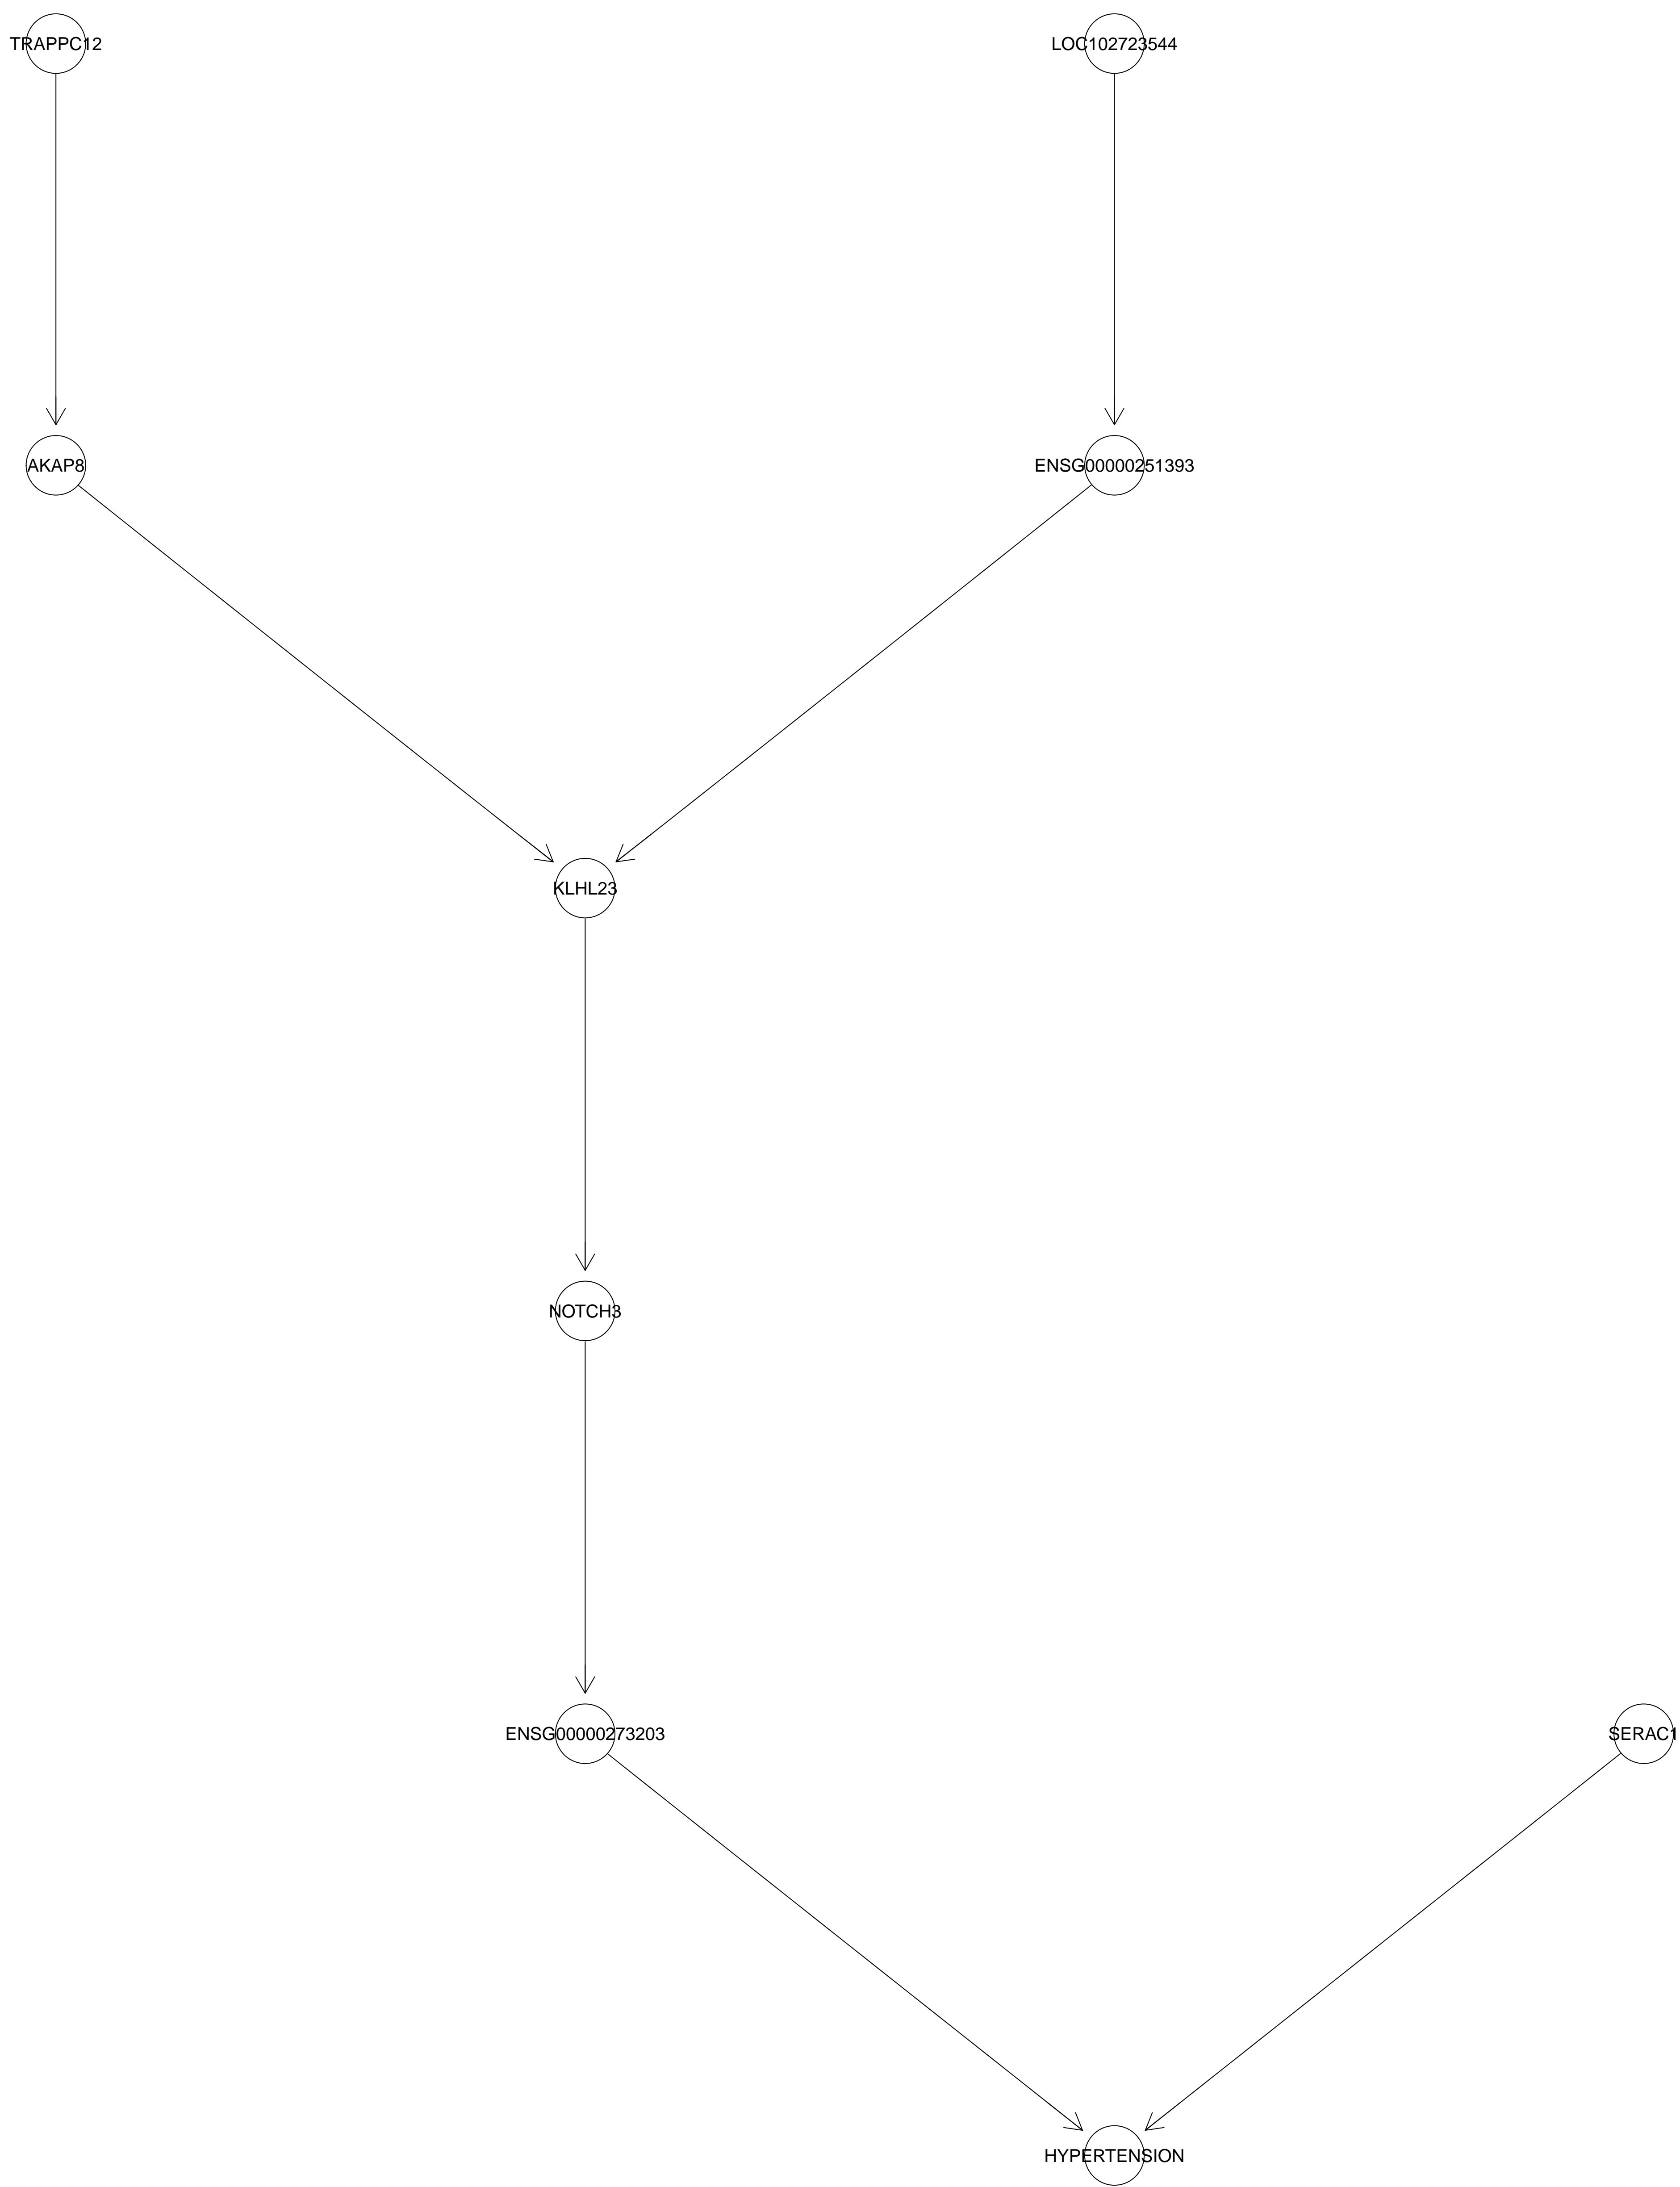 TRAPPC12
LOC102723544
AKAP8
ENSG00000251393
KLHL23
NOTCH3
ENSG00000273203
SERAC1
HYPERTENSION